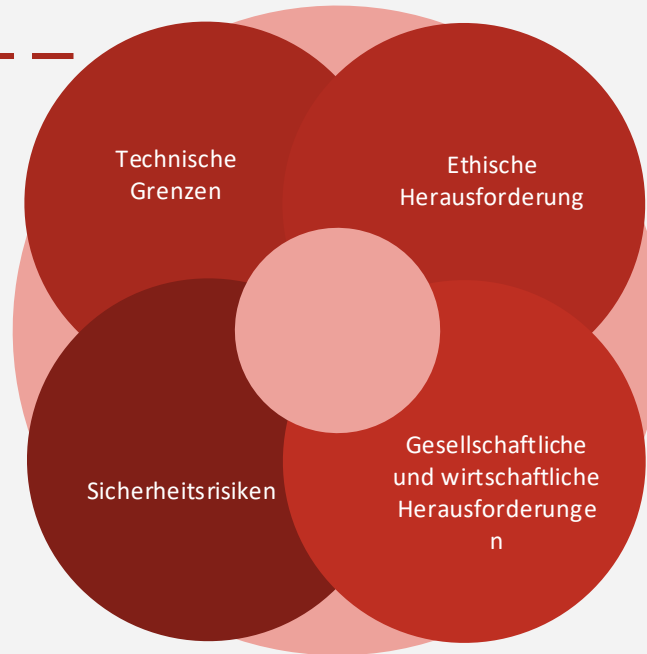 Technische
Grenzen
Ethische
Herausforderung
Sicherheitsrisiken
Gesellschaftliche
und wirtschaftliche
Herausforderunge
n